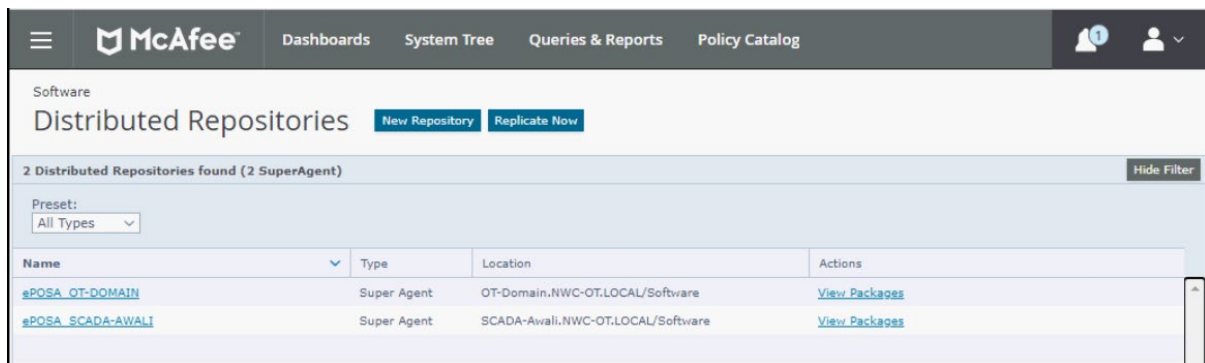 McAfee™ Dashboards System Tree Queries & Reports Policy Catalog 1
Software
Distributed Repositories New Repository Replicate Now
2 Distributed Repositories found (2 SuperAgent) Hide Filter
Preset:
All Types
Name Type Location Actions
ePOSA_OT-DOMAIN Super Agent OT-Domain.NWC-OT.LOCAL/Software View Packages
ePOSA_SCADA-AWALI Super Agent SCADA-Awali.NWC-OT.LOCAL/Software View Packages